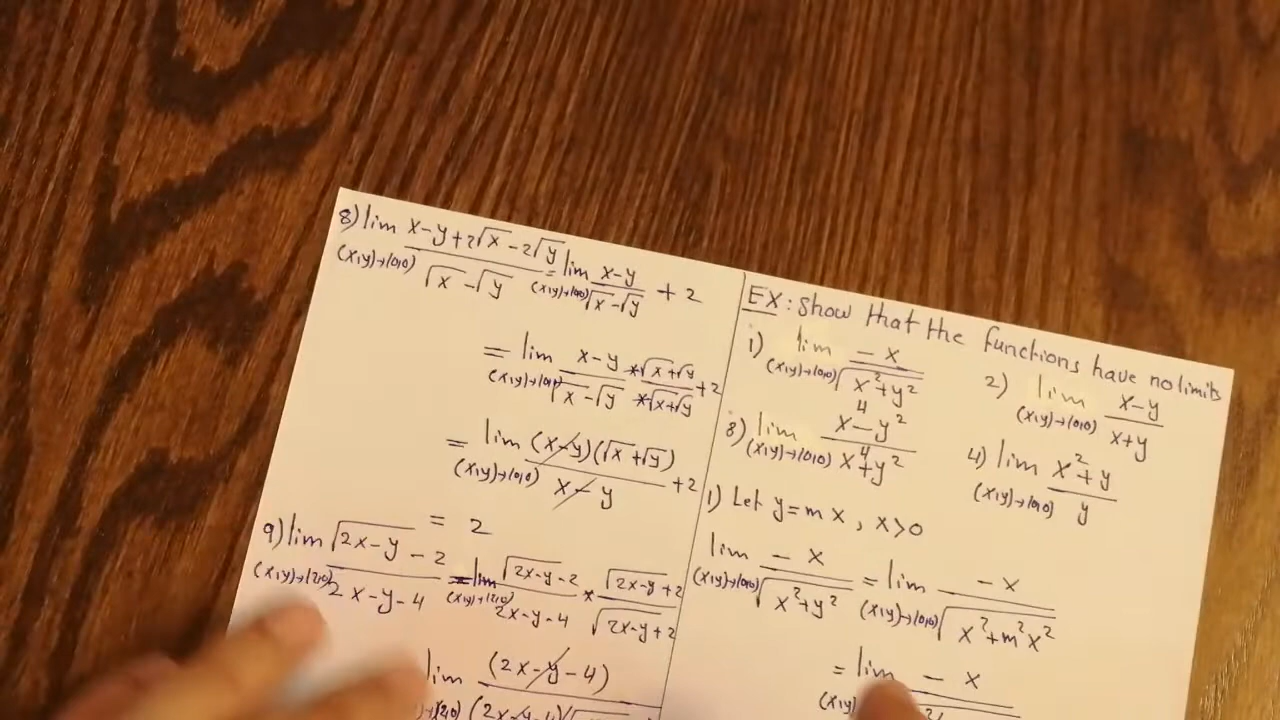 8) lim x-y+2√x-2√y / √x-√y = lim x-y / √x-√y + 2
(x,y)→(0,0) (x,y)→(0,0)
= lim x-y / √x-√y * √x+√y / *√x+√y + 2
(x,y)→(0,0)
= lim (x-y)(√x+√y) / x-y + 2
(x,y)→(0,0)
= 2
9) lim √2x-y - 2 / 2x-y-4 = lim √2x-y - 2 / 2x-y-4 * √2x-y + 2 / √2x-y + 2
(x,y)→(2,0) (x,y)→(2,0)
lim (2x-y-4)
(2x-y-4)(√
EX: Show that the functions have no limits
1) lim -x / √x²+y²
(x,y)→(0,0)
2) lim x-y / x+y
(x,y)→(0,0)
3) lim x⁴-y² / x⁴+y²
(x,y)→(0,0)
4) lim x²+y / y
(x,y)→(0,0)
1) Let y=mx, x>0
lim -x / √x²+y² = lim -x / √x²+m²x²
(x,y)→(0,0) (x,y)→(0,0)
= lim -x